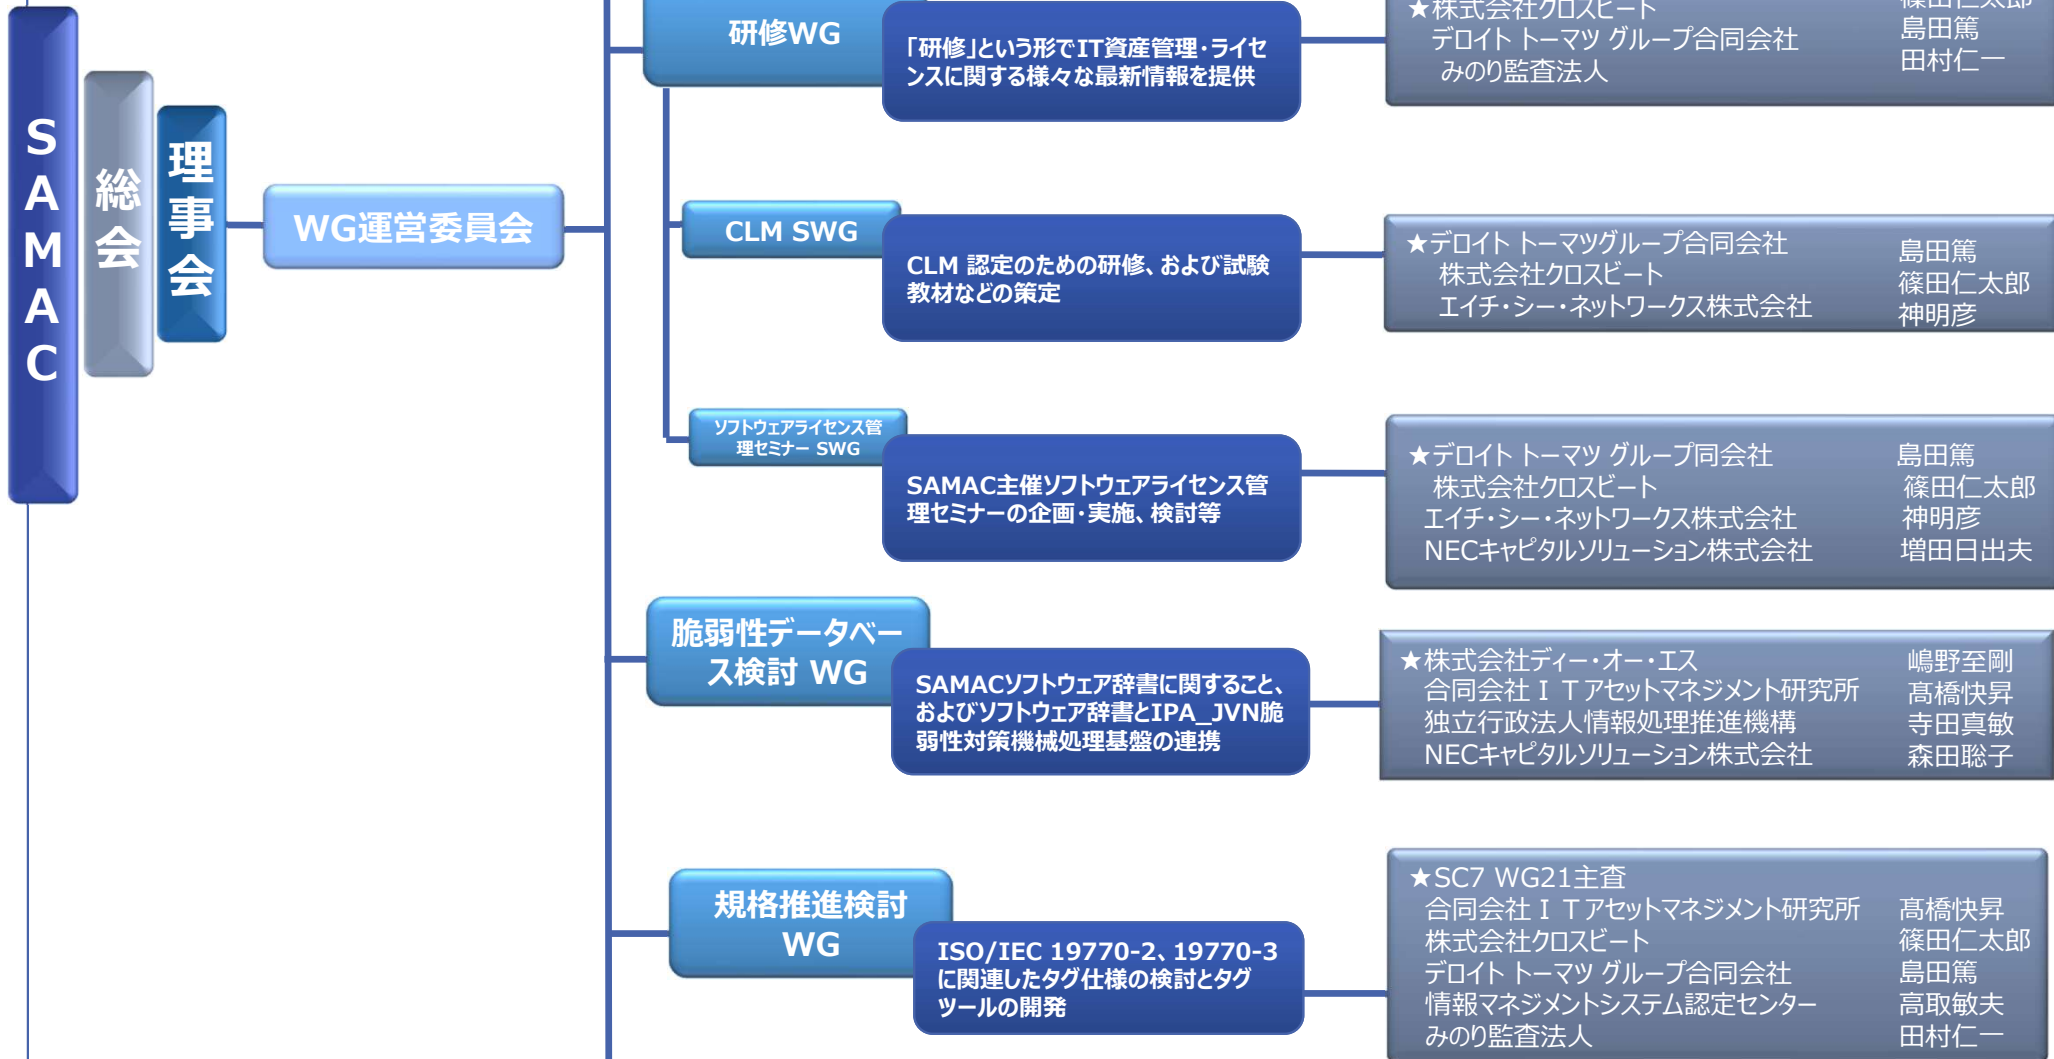 SAMAC
総会
理事会
WG運営委員会
研修WG
「研修」という形でIT資産管理・ライセ
ンスに関する様々な最新情報を提供
★株式会社クロスビート 篠田仁太郎
デロイト トーマツ グループ合同会社 島田篤
みのり監査法人 田村仁一
CLM SWG
CLM 認定のための研修、および試験
教材などの策定
★デロイト トーマツグループ合同会社 島田篤
株式会社クロスビート 篠田仁太郎
エイチ・シー・ネットワークス株式会社 神明彦
ソフトウェアライセンス管
理セミナー SWG
SAMAC主催ソフトウェアライセンス管
理セミナーの企画・実施、検討等
★デロイト トーマツ グループ同会社 島田篤
株式会社クロスビート 篠田仁太郎
エイチ・シー・ネットワークス株式会社 神明彦
NECキャピタルソリューション株式会社 増田日出夫
脆弱性データベー
ス検討 WG
SAMACソフトウェア辞書に関すること、
およびソフトウェア辞書とIPA_JVN脆
弱性対策機械処理基盤の連携
★株式会社ディー・オー・エス 嶋野至剛
合同会社ＩＴアセットマネジメント研究所 髙橋快昇
独立行政法人情報処理推進機構 寺田真敏
NECキャピタルソリューション株式会社 森田聡子
規格推進検討
WG
ISO/IEC 19770-2、19770-3
に関連したタグ仕様の検討とタグ
ツールの開発
★SC7 WG21主査
合同会社ＩＴアセットマネジメント研究所 髙橋快昇
株式会社クロスビート 篠田仁太郎
デロイト トーマツ グループ合同会社 島田篤
情報マネジメントシステム認定センター 高取敏夫
みのり監査法人 田村仁一